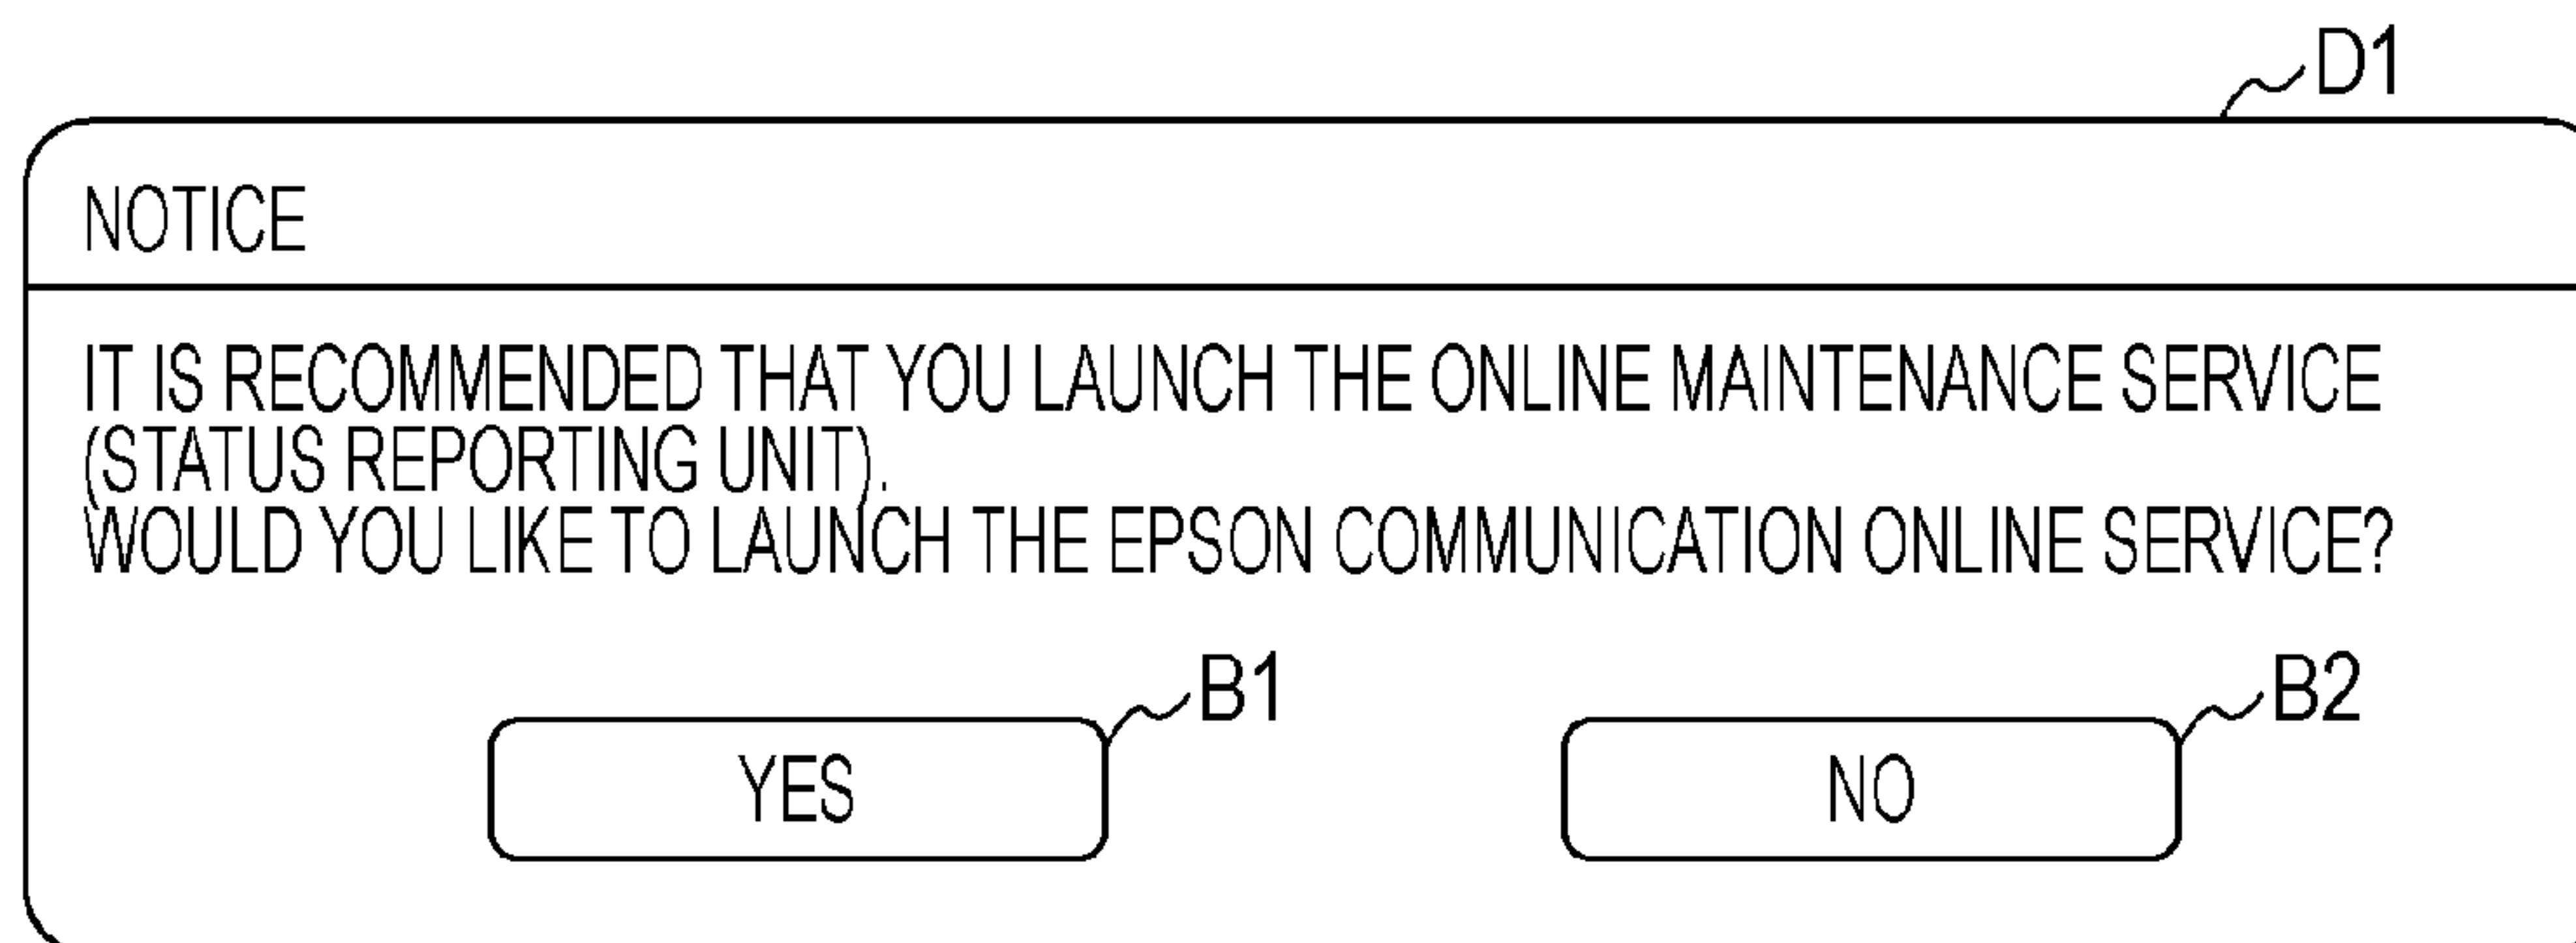 D1
NOTICE
IT IS RECOMMENDED THAT YOU LAUNCH THE ONLINE MAINTENANCE SERVICE
(STATUS REPORTING UNIT).
WOULD YOU LIKE TO LAUNCH THE EPSON COMMUNICATION ONLINE SERVICE?
B1
B2
YES
NO